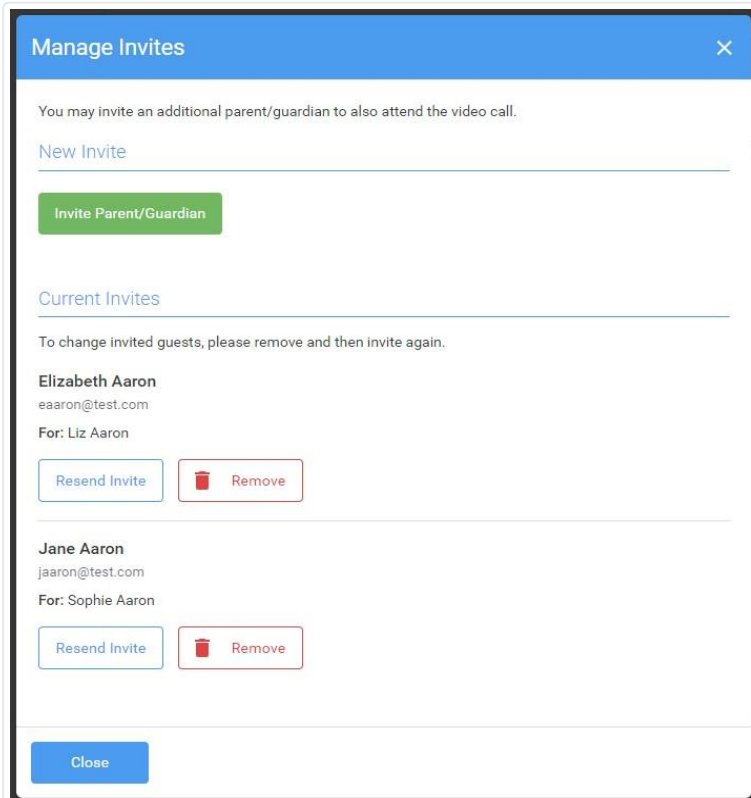 Manage Invites
You may invite an additional parent/guardian to also attend the video call.
New Invite
Invite Parent/Guardian
Current Invites
To change invited guests, please remove and then invite again.
Elizabeth Aaron
eaaron@test.com
For: Liz Aaron
Resend Invite Remove
Jane Aaron
jaaron@test.com
For: Sophie Aaron
Resend Invite Remove
Close